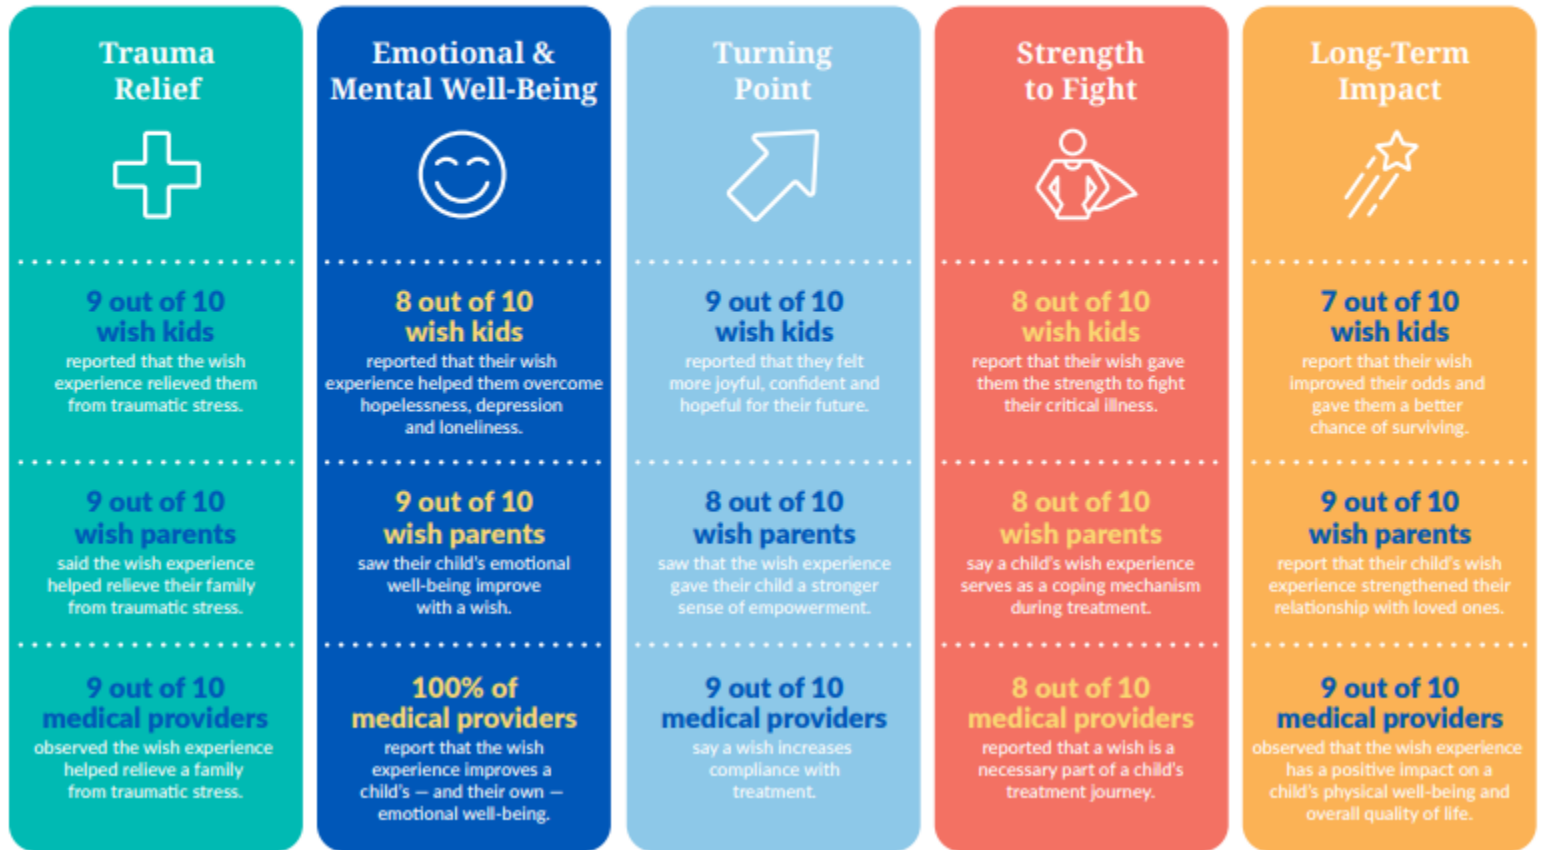 Trauma
Relief
9 out of 10
wish kids
reported that the wish
experience relieved them
from traumatic stress.
9 out of 10
wish parents
said the wish experience
helped relieve their family
from traumatic stress.
9 out of 10
medical providers
observed the wish experience
helped relieve a family
from traumatic stress.
Emotional &
Mental Well-Being
8 out of 10
wish kids
reported that their wish
experience helped them overcome
hopelessness, depression
and loneliness.
9 out of 10
wish parents
saw their child's emotional
well-being improve
with a wish.
100% of
medical providers
report that the wish
experience improves a
child's — and their own —
emotional well-being.
Turning
Point
9 out of 10
wish kids
reported that they felt
more joyful, confident and
hopeful for their future.
8 out of 10
wish parents
saw that the wish experience
gave their child a stronger
sense of empowerment.
9 out of 10
medical providers
say a wish increases
compliance with
treatment.
Strength
to Fight
8 out of 10
wish kids
report that their wish gave
them the strength to fight
their critical illness.
8 out of 10
wish parents
say a child's wish experience
serves as a coping mechanism
during treatment.
8 out of 10
medical providers
reported that a wish is a
necessary part of a child's
treatment journey.
Long-Term
Impact
7 out of 10
wish kids
report that their wish
improved their odds and
gave them a better
chance of surviving.
9 out of 10
wish parents
report that their child's wish
experience strengthened their
relationship with loved ones.
9 out of 10
medical providers
observed that the wish experience
has a positive impact on a
child's physical well-being and
overall quality of life.